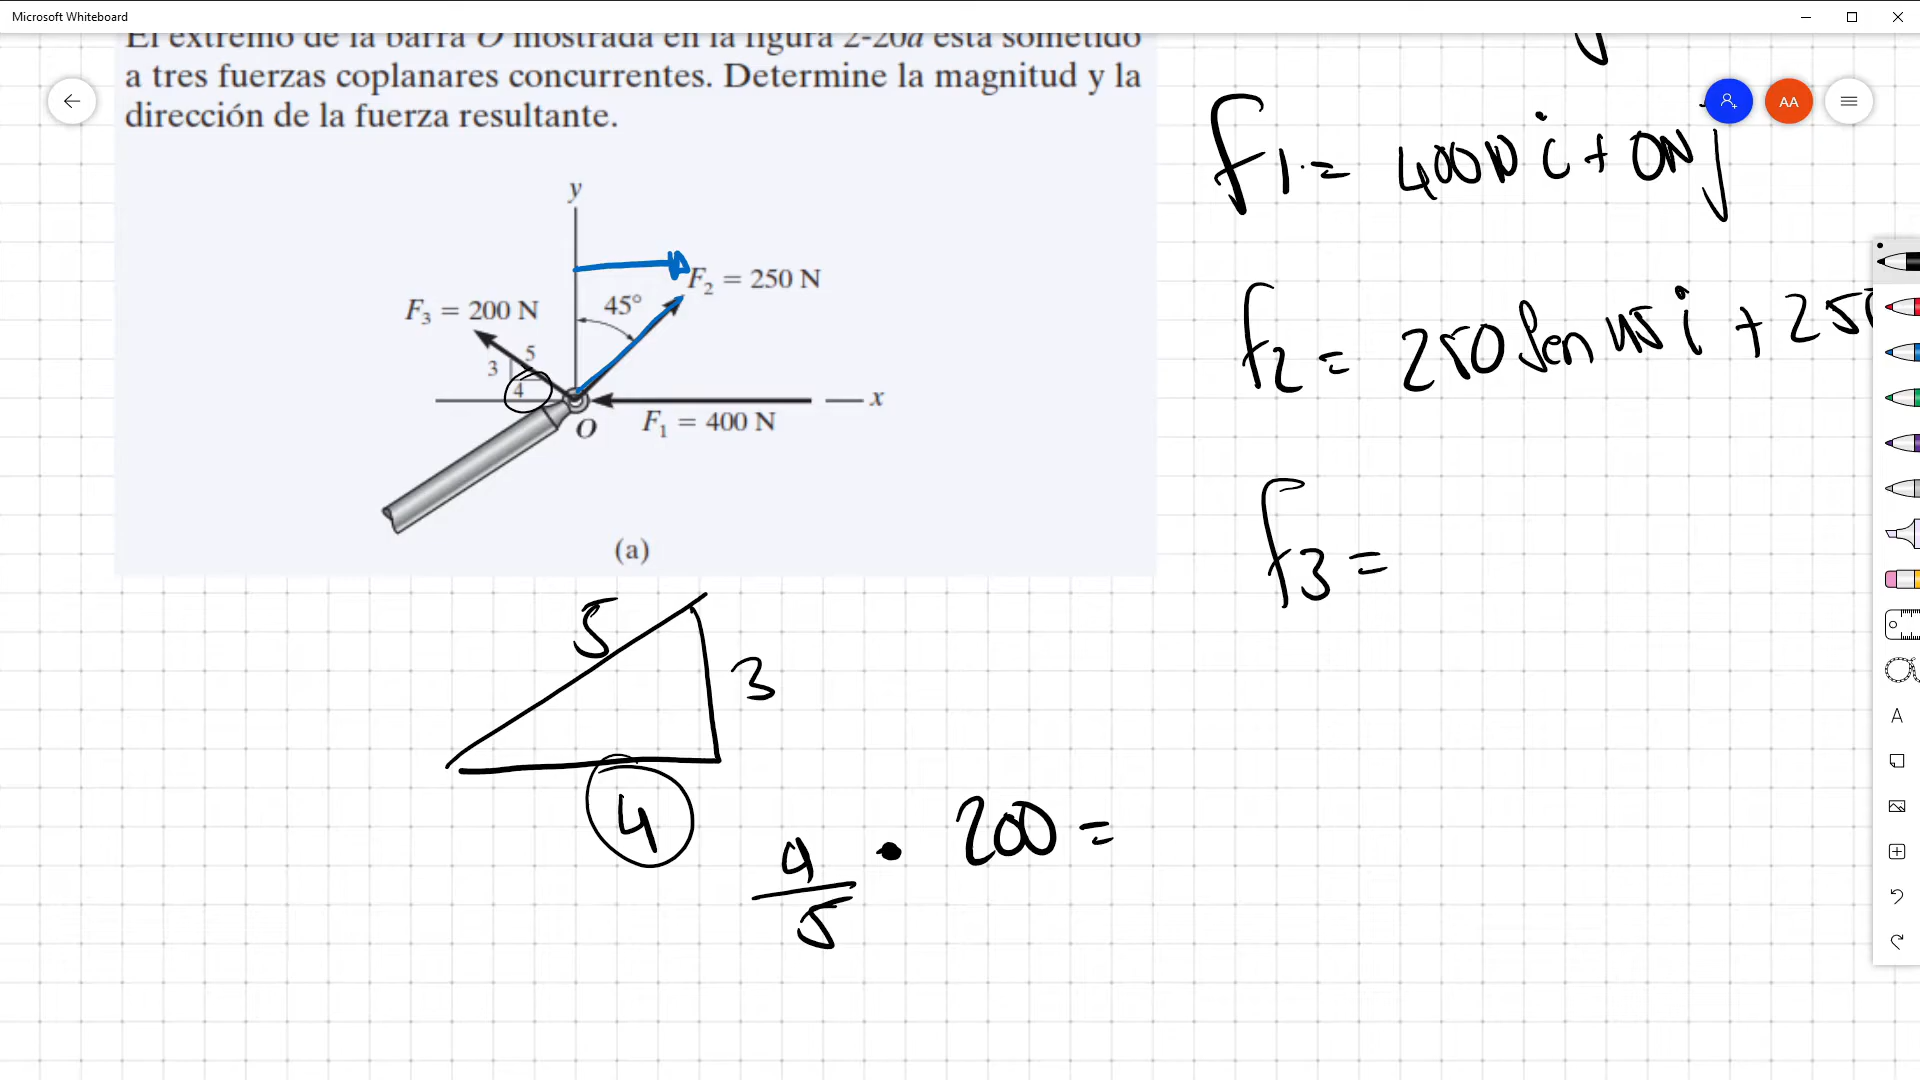 Microsoft Whiteboard
El extremo de la barra O mostrada en la figura 2-20a está sometido
a tres fuerzas coplanares concurrentes. Determine la magnitud y la
dirección de la fuerza resultante.
AA
f1 = 400N i + 0N j
y
F2 = 250 N
45°
F3 = 200 N
5
3
4
x
F1 = 400 N
O
(a)
f2 = 250 Sen 45 i + 250
f3 =
5
3
4
4/5 • 200 =
A